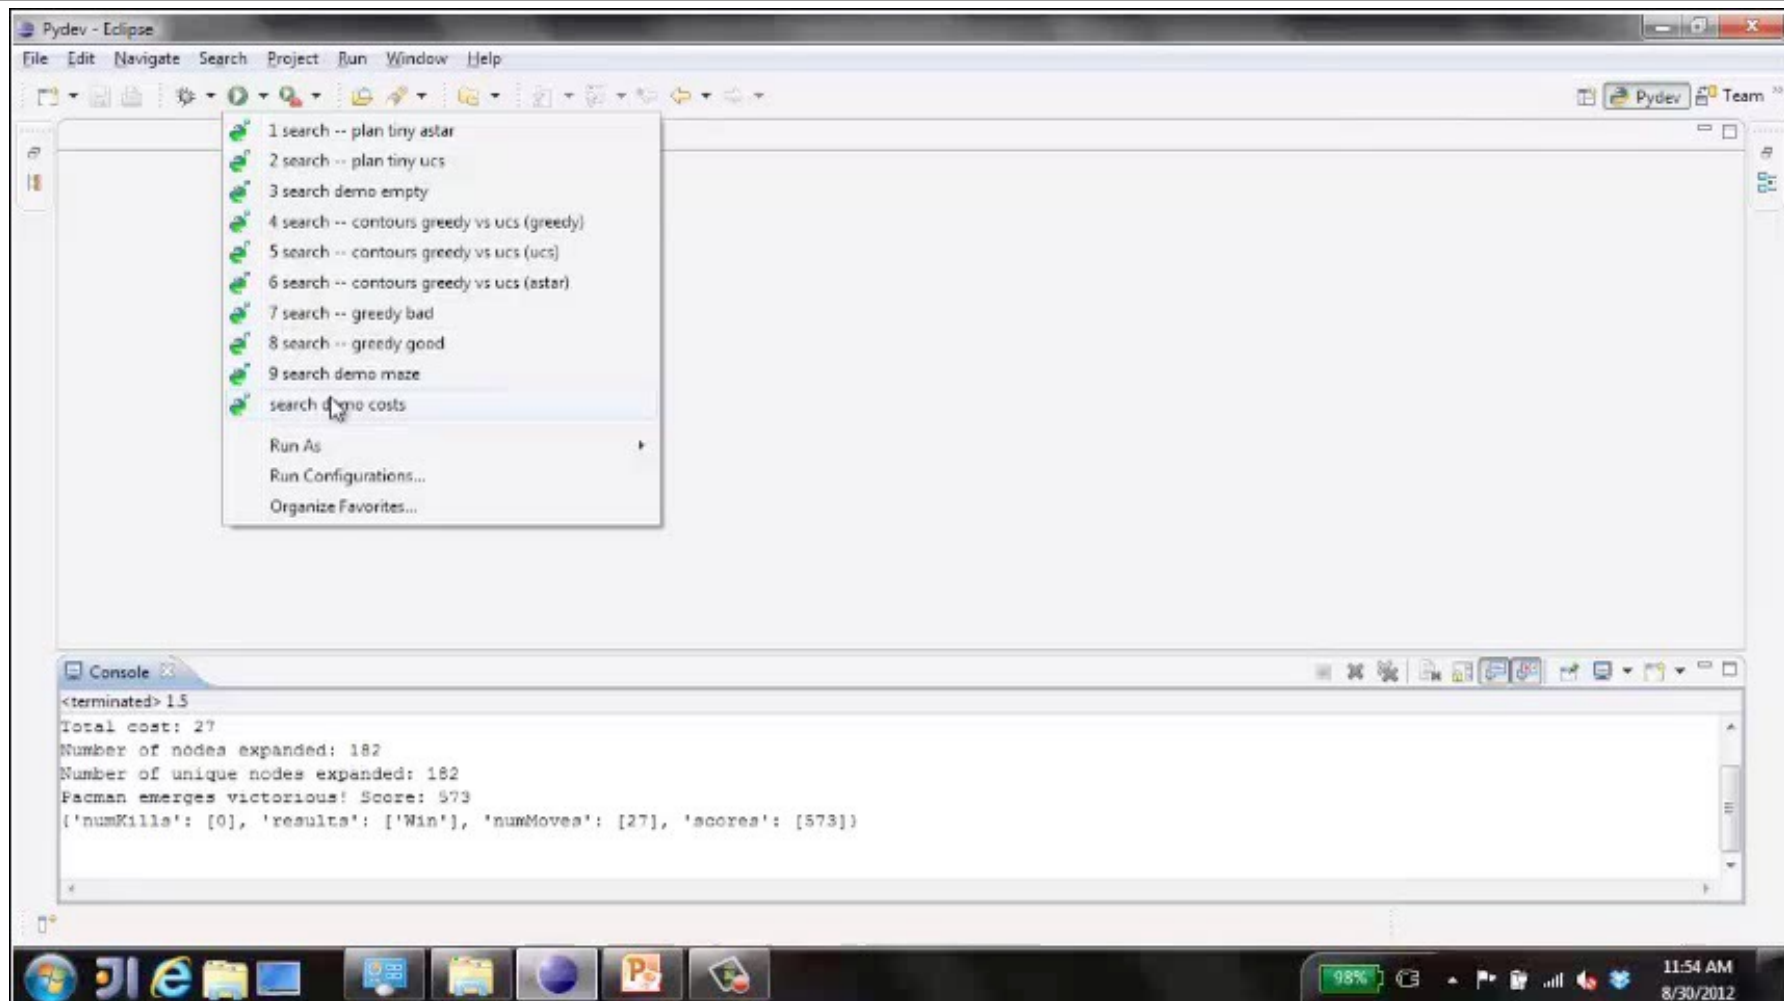 Pydev - Eclipse
File Edit Navigate Search Project Run Window Help
Pydev Team
1 search -- plan tiny astar
2 search -- plan tiny ucs
3 search demo empty
4 search -- contours greedy vs ucs (greedy)
5 search -- contours greedy vs ucs (ucs)
6 search -- contours greedy vs ucs (astar)
7 search -- greedy bad
8 search -- greedy good
9 search demo maze
search demo costs
Run As
Run Configurations...
Organize Favorites...
Console
<terminated> 1.5
Total cost: 27
Number of nodes expanded: 182
Number of unique nodes expanded: 182
Pacman emerges victorious! Score: 573
{'numKills': [0], 'results': ['Win'], 'numMoves': [27], 'scores': [573]}
98%
11:54 AM
8/30/2012